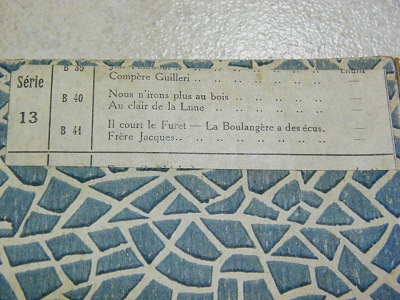 B 39
Compère Guilleri .. .. .. .. .. .. .. —
Série
13
B 40
Nous n'irons plus au bois .. .. .. .. —
Au clair de la Lune .. .. .. .. .. —
B 41
Il court le Furet — La Boulangère a des écus. —
Frère Jacques.. .. .. .. .. .. .. —